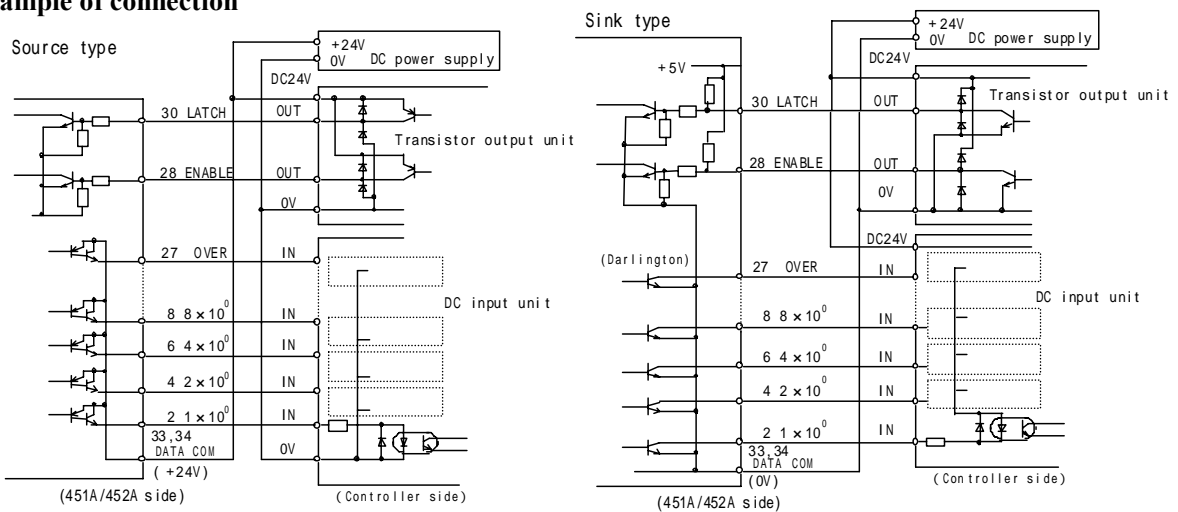 ample of connection
Source type
+24V
0V DC power supply
DC24V
30 LATCH OUT
Transistor output unit
28 ENABLE OUT
0V
27 OVER IN
DC input unit
8 8×10⁰ IN
6 4×10⁰ IN
4 2×10⁰ IN
2 1×10⁰ IN
33,34
DATA COM 0V
( +24V)
(451A/452A side)
(Controller side)
Sink type
+24V
0V DC power supply
DC24V
+5V
30 LATCH OUT
Transistor output unit
28 ENABLE OUT
0V
DC24V
(Darlington)
27 OVER IN
DC input unit
8 8×10⁰ IN
6 4×10⁰ IN
4 2×10⁰ IN
2 1×10⁰ IN
33,34
DATA COM
(0V)
(451A/452A side)
(Controller side)